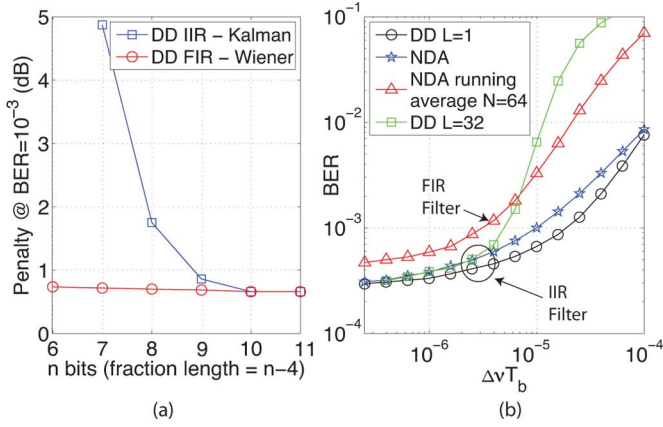 Penalty @ BER=10⁻³ (dB)
5
4
3
2
1
0
DD IIR – Kalman
DD FIR – Wiener
6 7 8 9 10 11
n bits (fraction length = n-4)
(a)
BER
10⁻¹
10⁻²
10⁻³
10⁻⁴
DD L=1
NDA
NDA running
average N=64
DD L=32
FIR
Filter
IIR
Filter
10⁻⁶ 10⁻⁵ 10⁻⁴
ΔνT_b
(b)